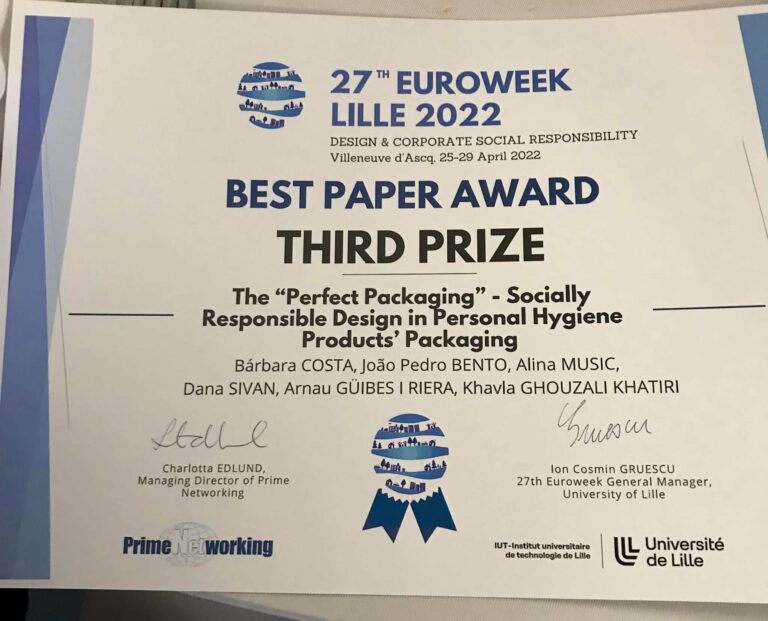 27TH EUROWEEK
LILLE 2022
DESIGN & CORPORATE SOCIAL RESPONSIBILITY
Villeneuve d'Ascq. 25-29 April 2022
BEST PAPER AWARD
THIRD PRIZE
The “Perfect Packaging” - Socially
Responsible Design in Personal Hygiene
Products’ Packaging
Bárbara COSTA, João Pedro BENTO, Alina MUSIC,
Dana SIVAN, Arnau GÜIBES I RIERA, Khavla GHOUZALI KHATIRI
Charlotta EDLUND,
Managing Director of Prime
Networking
Gruescu
Ion Cosmin GRUESCU
27th Euroweek General Manager,
University of Lille
PrimeNetworking
IUT-Institut universitaire
de technologie de Lille
Université
de Lille